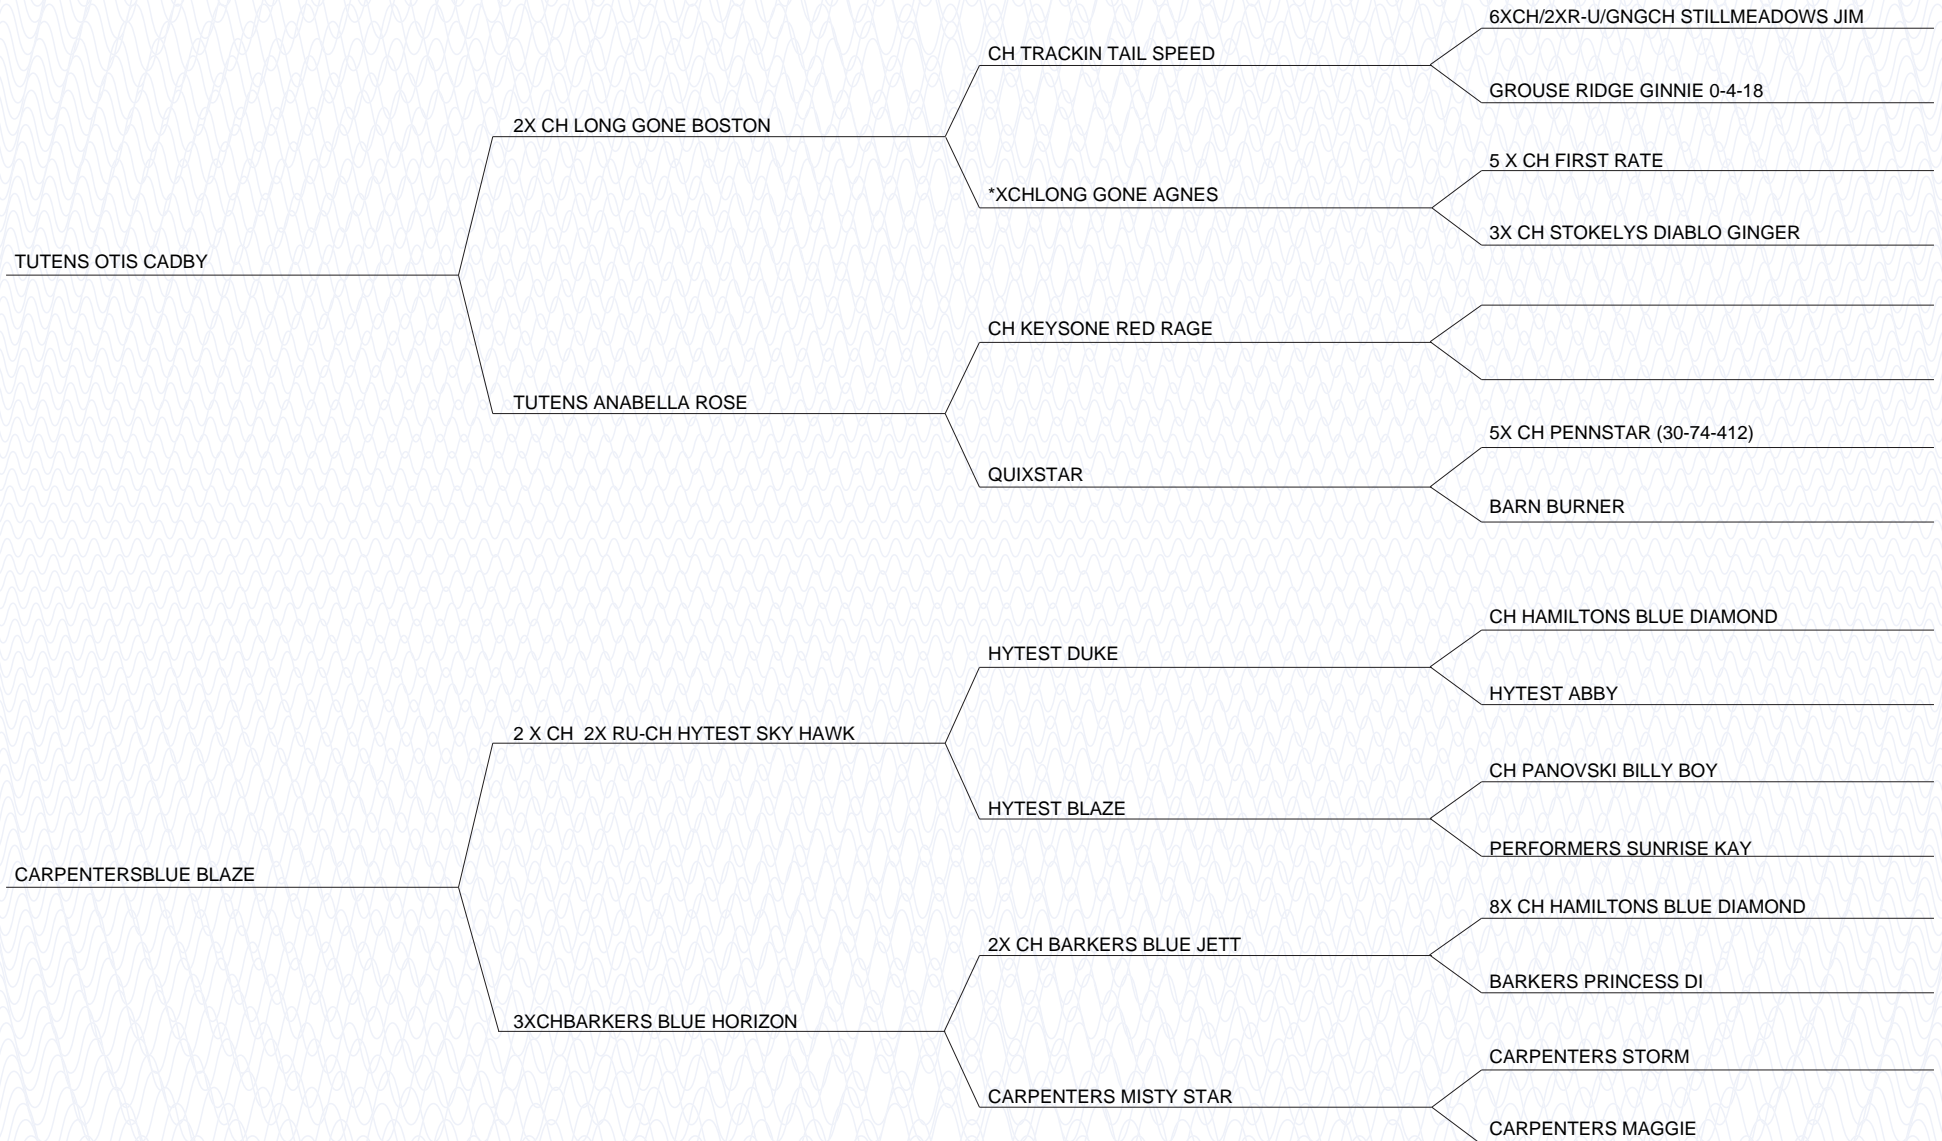 6XCH/2XR-U/GNGCH STILLMEADOWS JIM
CH TRACKIN TAIL SPEED
GROUSE RIDGE GINNIE 0-4-18
2X CH LONG GONE BOSTON
5 X CH FIRST RATE
*XCHLONG GONE AGNES
3X CH STOKELYS DIABLO GINGER
TUTENS OTIS CADBY
CH KEYSONE RED RAGE
TUTENS ANABELLA ROSE
5X CH PENNSTAR (30-74-412)
QUIXSTAR
BARN BURNER
CH HAMILTONS BLUE DIAMOND
HYTEST DUKE
HYTEST ABBY
2 X CH  2X RU-CH HYTEST SKY HAWK
CH PANOVSKI BILLY BOY
HYTEST BLAZE
PERFORMERS SUNRISE KAY
CARPENTERSBLUE BLAZE
8X CH HAMILTONS BLUE DIAMOND
2X CH BARKERS BLUE JETT
BARKERS PRINCESS DI
3XCHBARKERS BLUE HORIZON
CARPENTERS STORM
CARPENTERS MISTY STAR
CARPENTERS MAGGIE